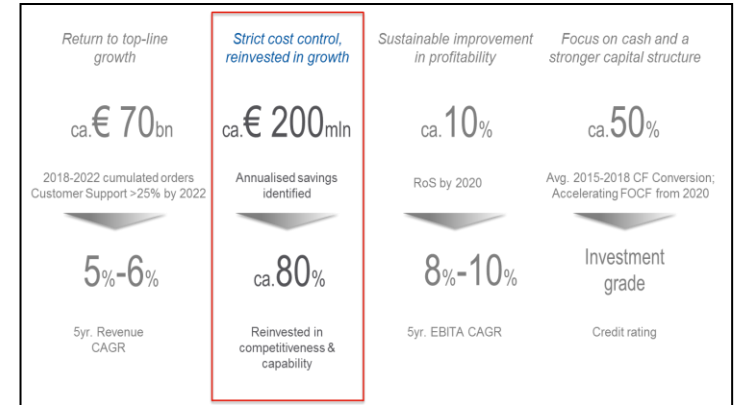 Return to top-line
growth
ca.€ 70bn
2018-2022 cumulated orders
Customer Support >25% by 2022
5%-6%
5yr. Revenue
CAGR
Strict cost control,
reinvested in growth
ca.€ 200mln
Annualised savings
identified
ca.80%
Reinvested in
competitiveness &
capability
Sustainable improvement
in profitability
ca.10%
RoS by 2020
8%-10%
5yr. EBITA CAGR
Focus on cash and a
stronger capital structure
ca.50%
Avg. 2015-2018 CF Conversion;
Accelerating FOCF from 2020
Investment
grade
Credit rating